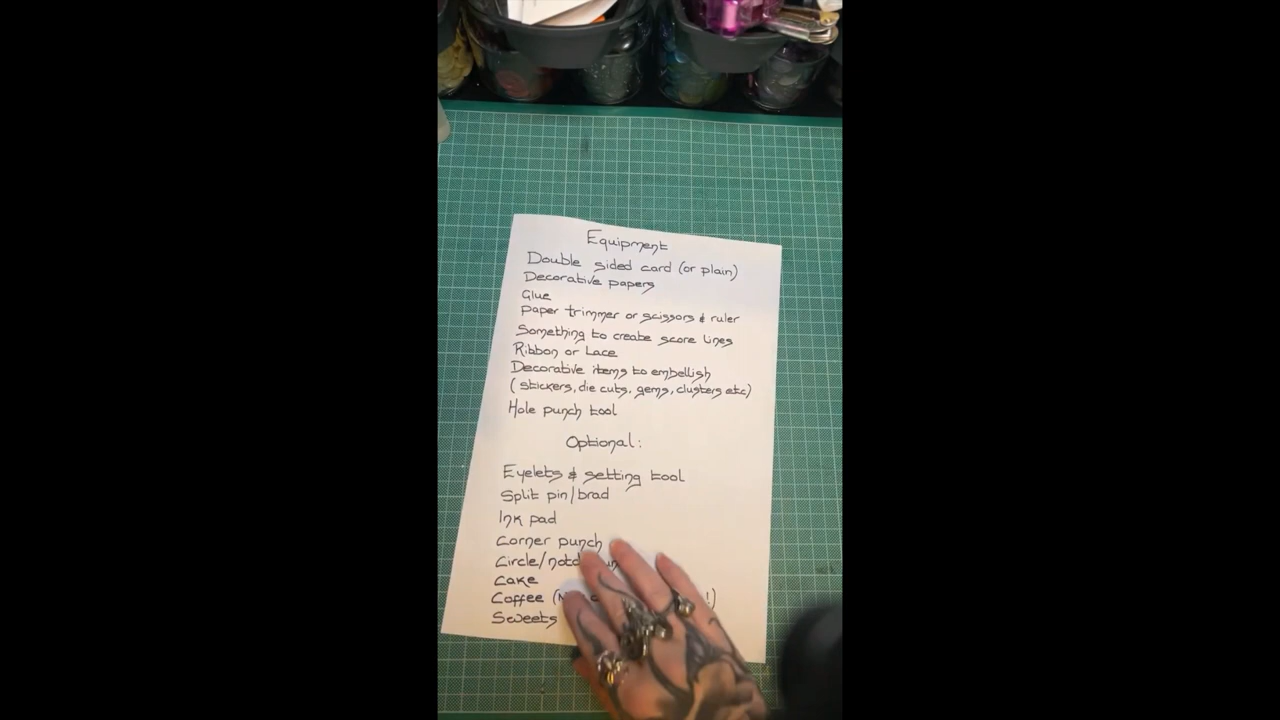 Equipment
Double sided card (or plain)
Decorative papers
Glue
Paper trimmer or scissors & ruler
Something to create score lines
Ribbon or Lace
Decorative items to embellish
(stickers, die cuts, gems, clusters etc)
Hole punch tool
Optional:
Eyelets & setting tool
Split pin/brad
Ink pad
Corner punch
Circle/
Cake
Coffee (
Sweets